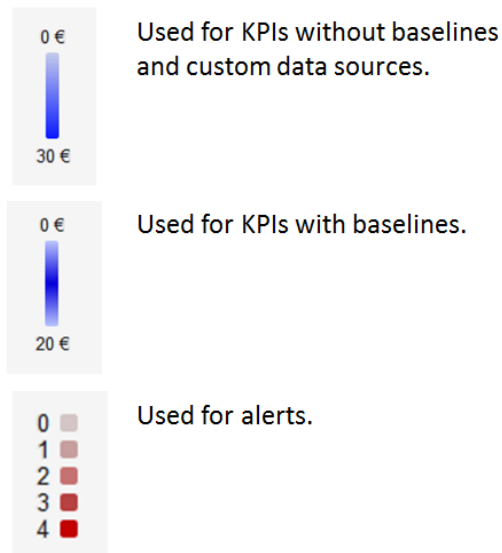 0 €
30 €
Used for KPIs without baselines
and custom data sources.
0 €
20 €
Used for KPIs with baselines.
0
1
2
3
4
Used for alerts.